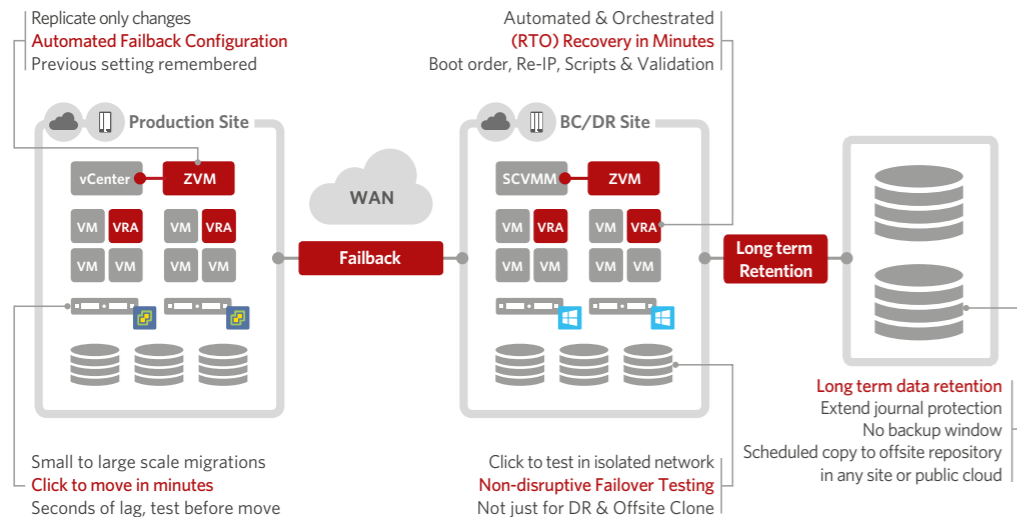 Replicate only changes
Automated Failback Configuration
Previous setting remembered
Automated & Orchestrated
(RTO) Recovery in Minutes
Boot order, Re-IP, Scripts & Validation
Production Site
vCenter
ZVM
VM
VRA
VM
VRA
VM
VM
VM
VM
WAN
Failback
BC/DR Site
SCVMM
ZVM
VM
VRA
VM
VRA
VM
VM
VM
VM
Long term
Retention
Small to large scale migrations
Click to move in minutes
Seconds of lag, test before move
Click to test in isolated network
Non-disruptive Failover Testing
Not just for DR & Offsite Clone
Long term data retention
Extend journal protection
No backup window
Scheduled copy to offsite repository
in any site or public cloud